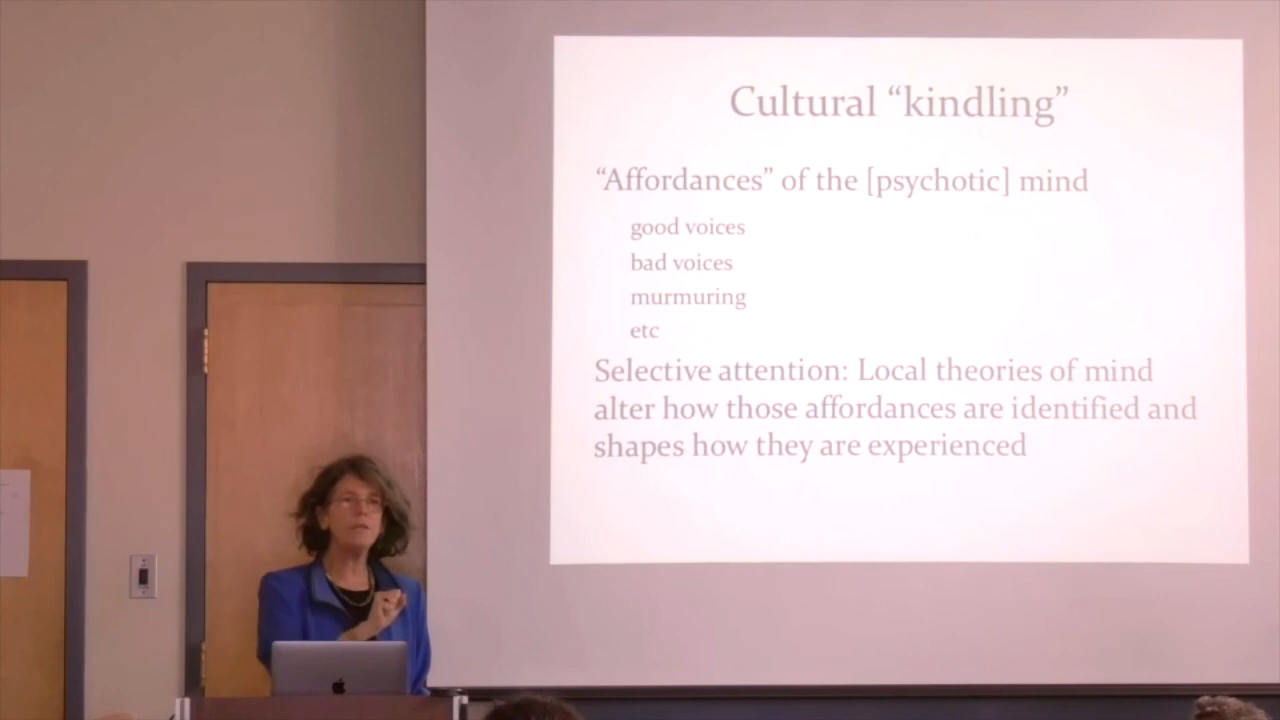 Cultural “kindling”
“Affordances” of the [psychotic] mind
good voices
bad voices
murmuring
etc
Selective attention: Local theories of mind
alter how those affordances are identified and
shapes how they are experienced